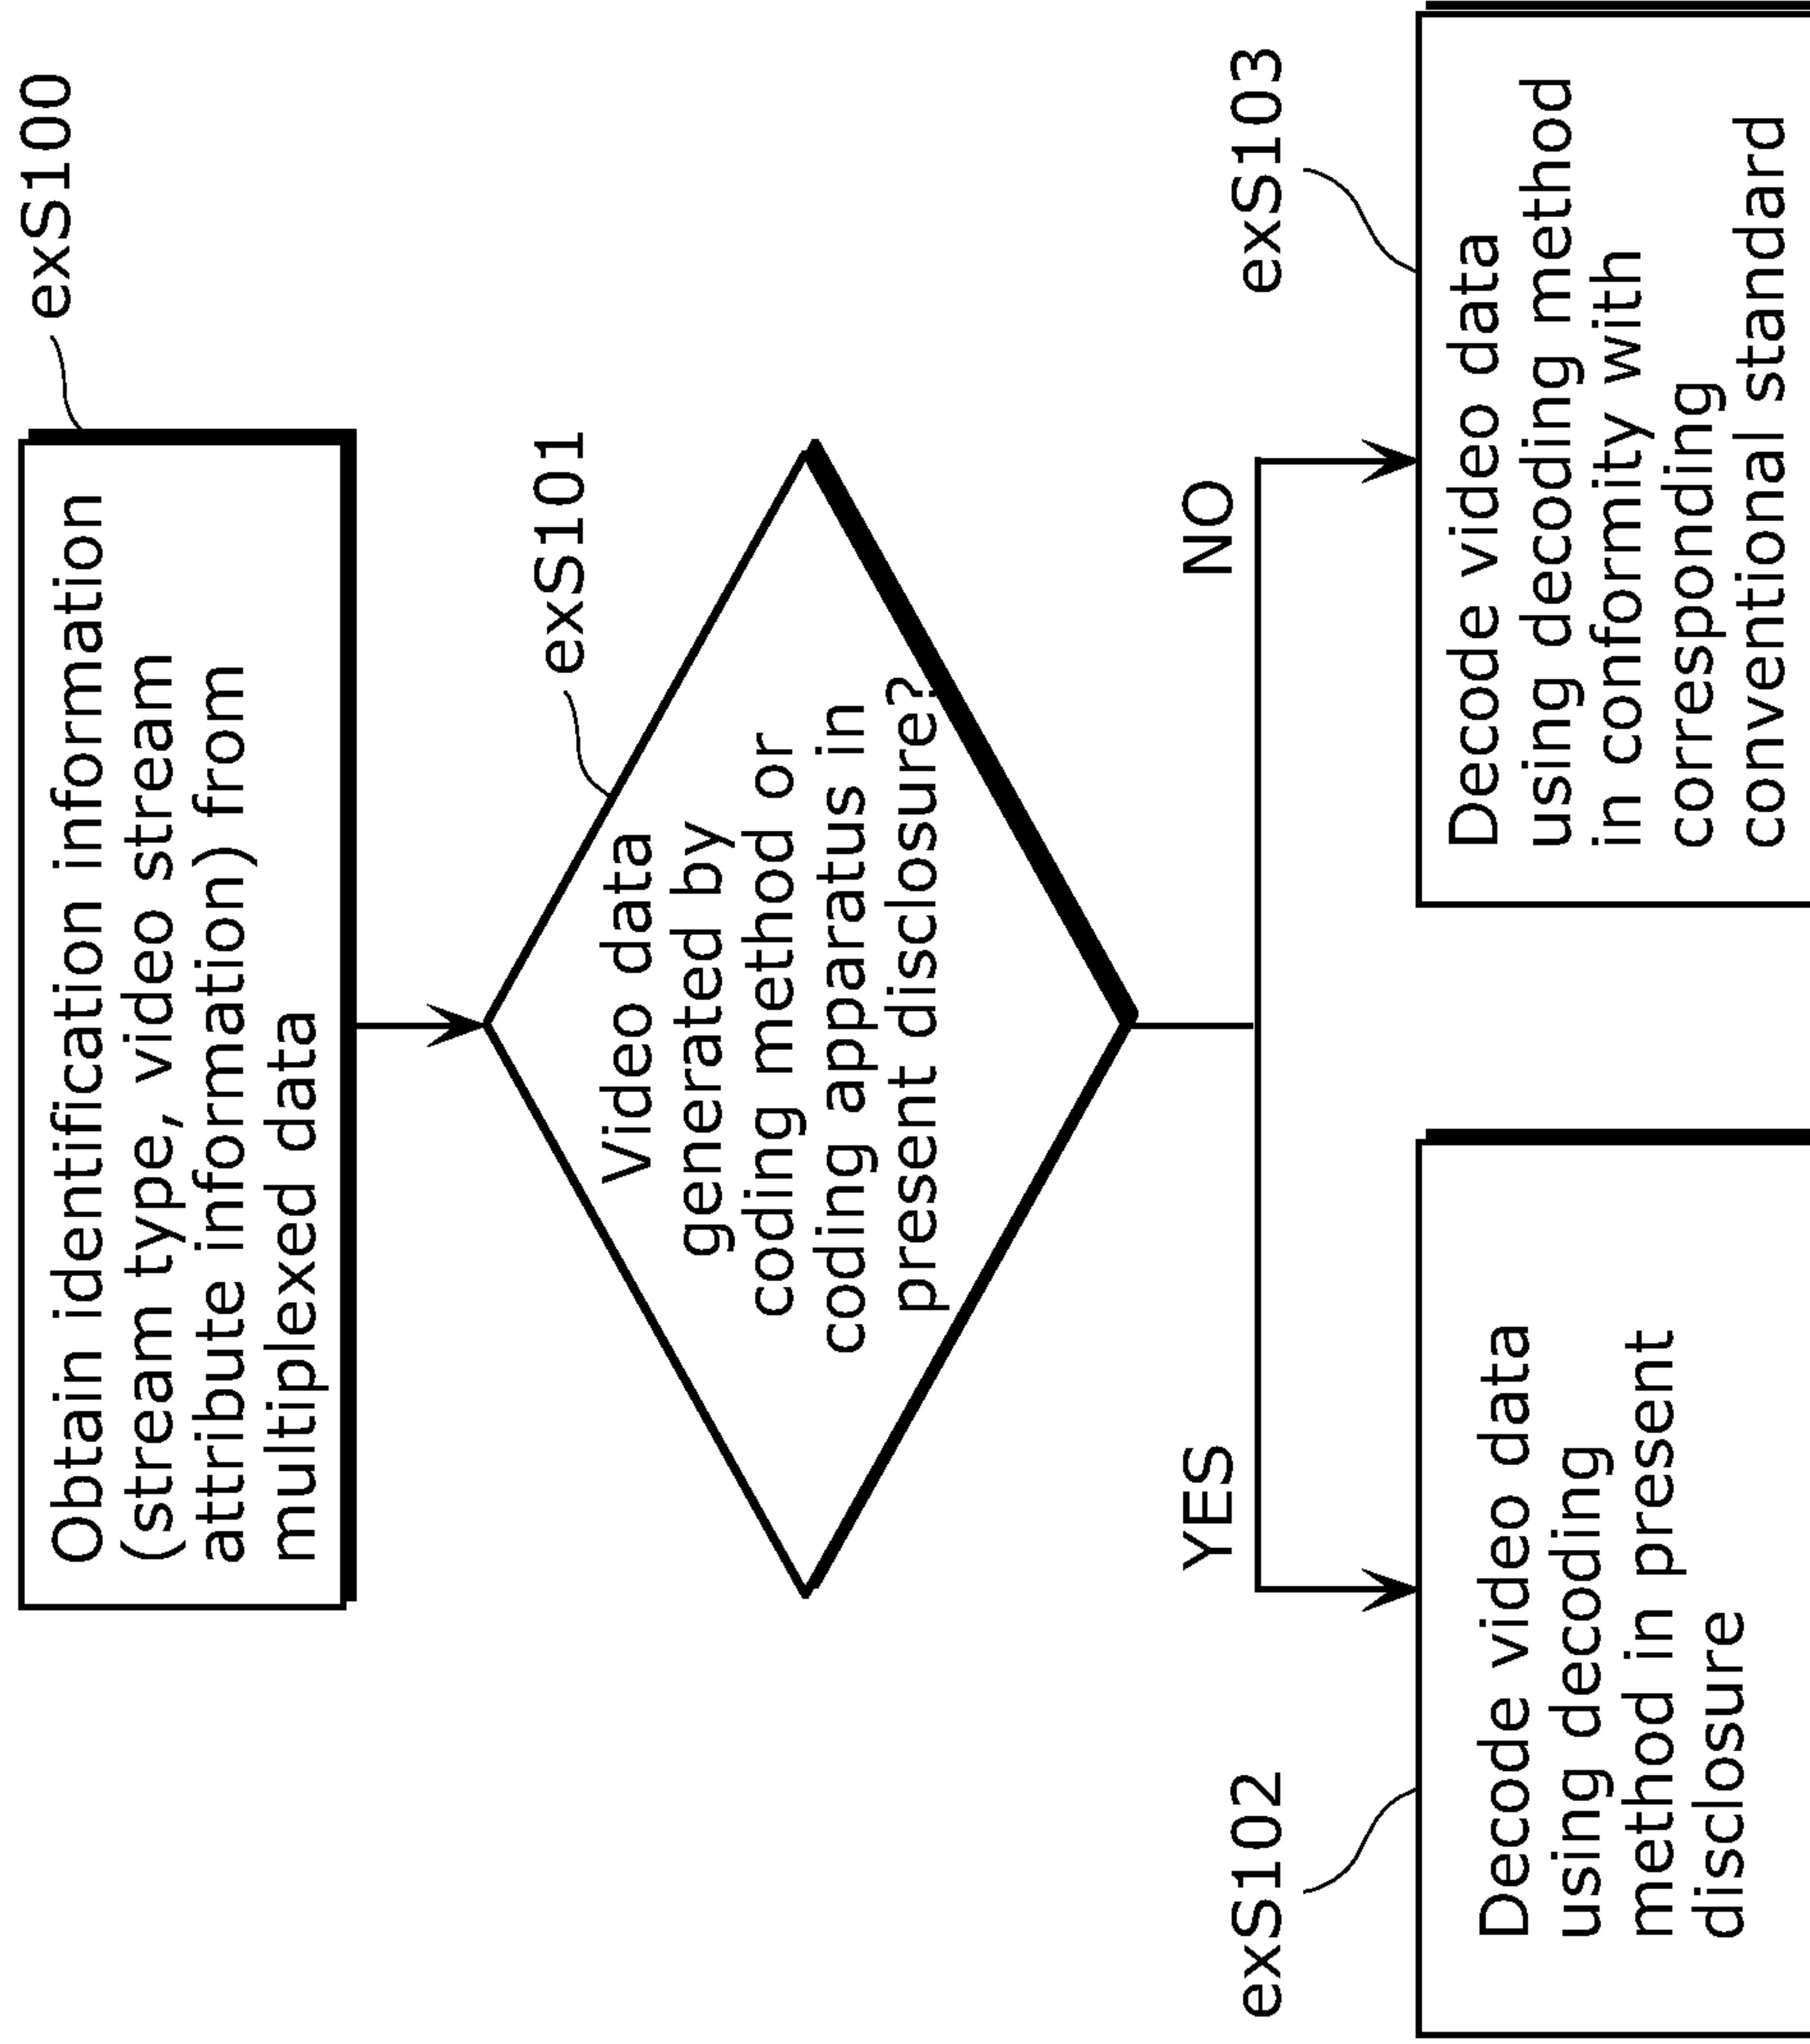 exS100
Obtain identification information
(stream type, video stream
attribute information) from
multiplexed data
exS101
Video data
generated by
coding method or
coding apparatus in
present disclosure?
YES
NO
exS102
Decode video data
using decoding
method in present
disclosure
exS103
Decode video data
using decoding method
in conformity with
corresponding
conventional standard